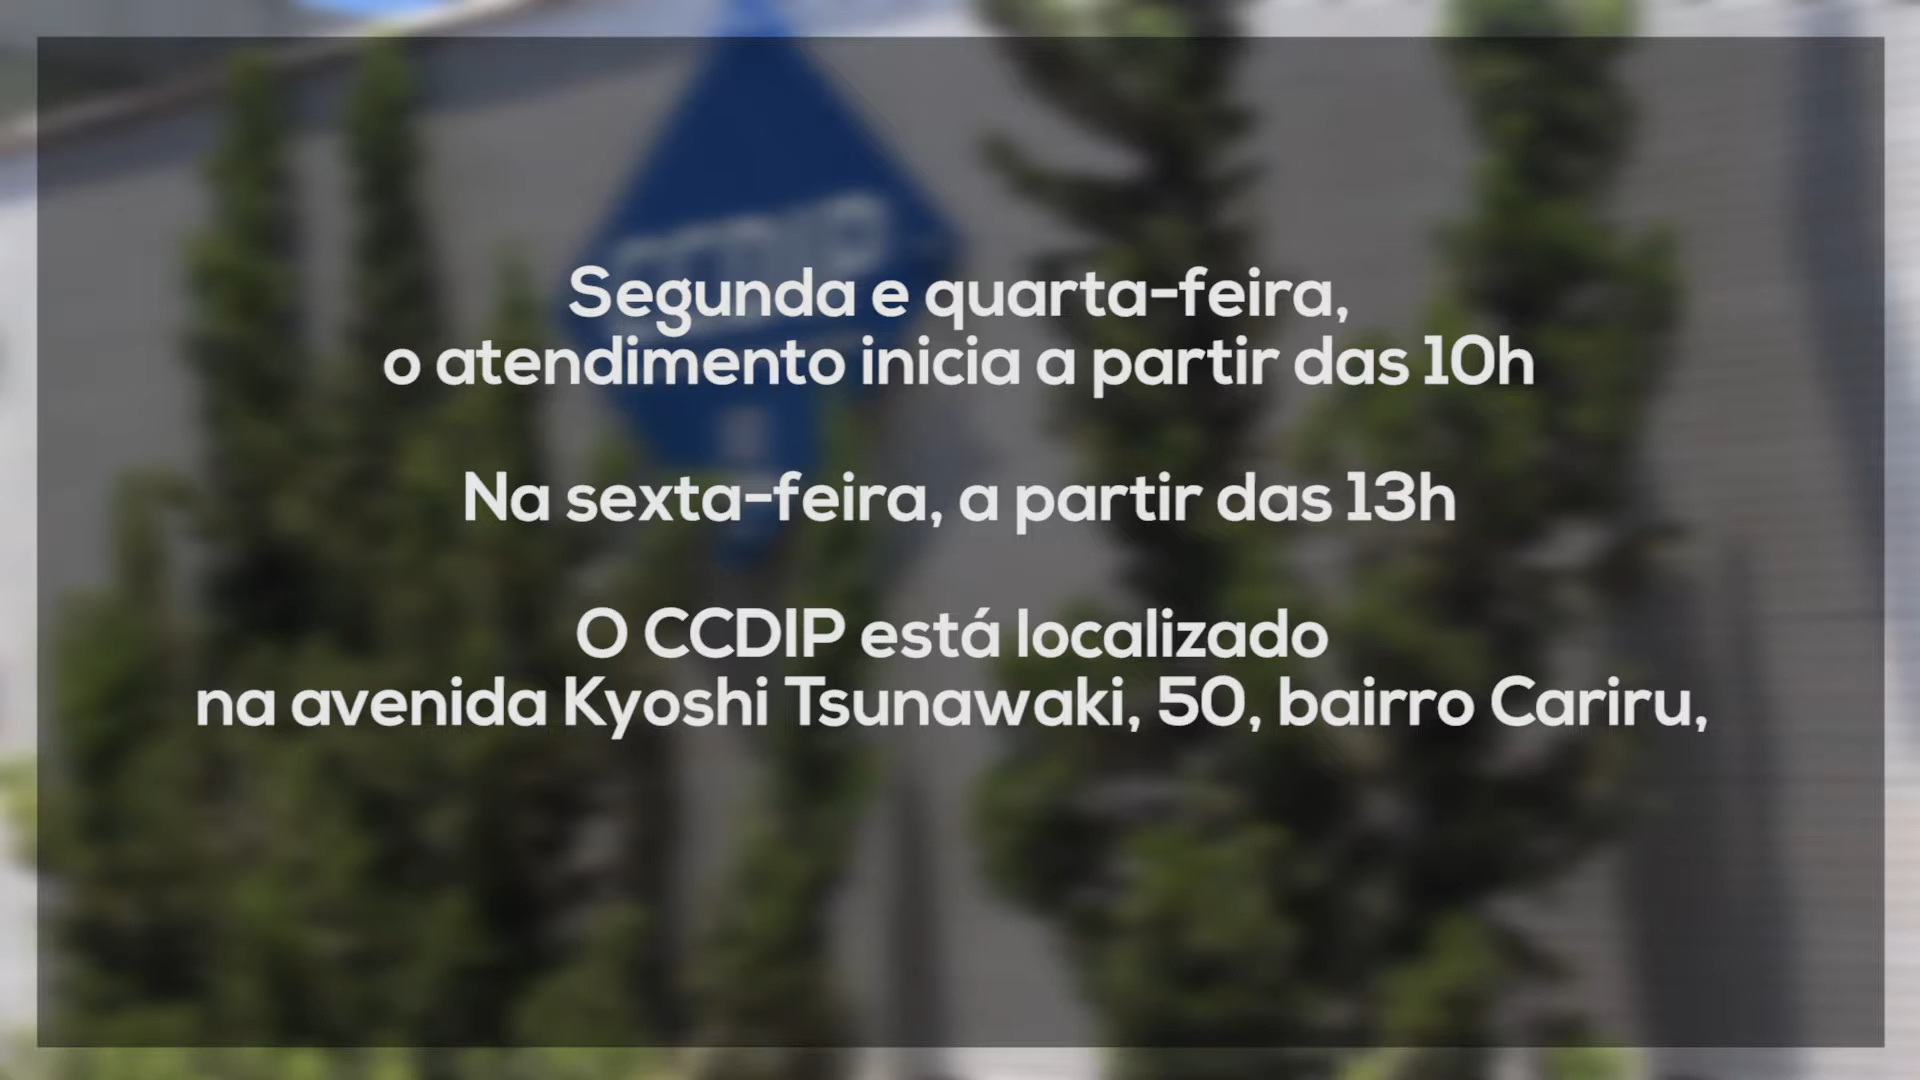 CCDIP
Segunda e quarta-feira,
o atendimento inicia a partir das 10h
Na sexta-feira, a partir das 13h
O CCDIP está localizado
na avenida Kyoshi Tsunawaki, 50, bairro Cariru,